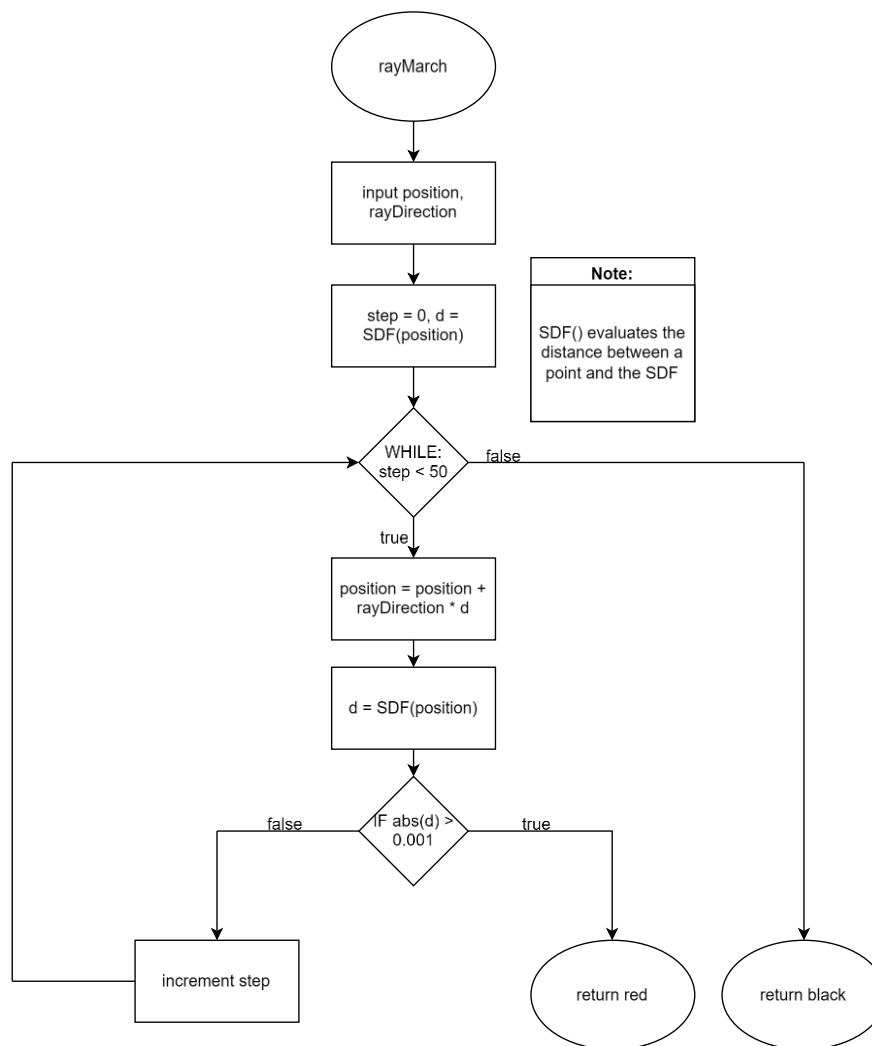 rayMarch
input position,
rayDirection
step = 0, d =
SDF(position)
Note:
SDF() evaluates the
distance between a
point and the SDF
WHILE:
step < 50
false
true
position = position +
rayDirection * d
d = SDF(position)
IF abs(d) >
0.001
false
true
increment step
return red
return black